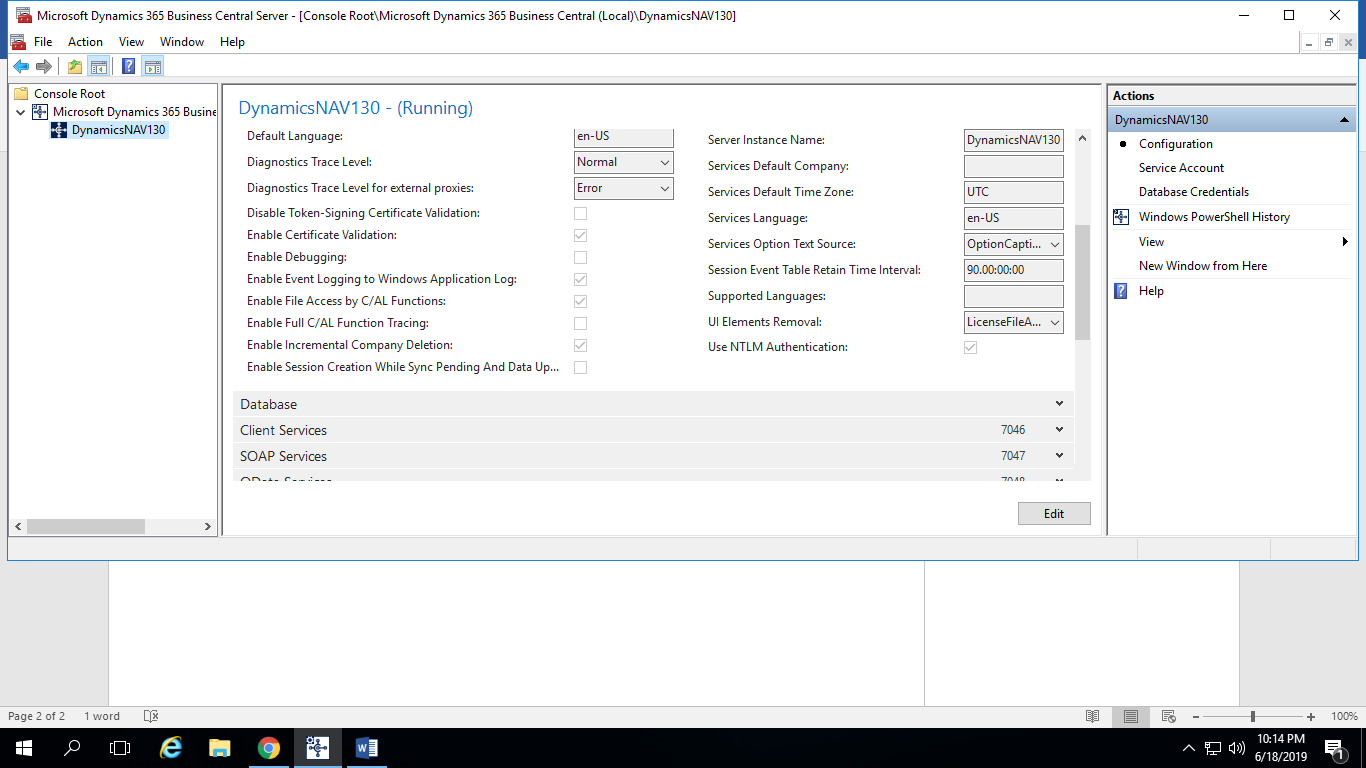 Microsoft Dynamics 365 Business Central Server - [Console Root\Microsoft Dynamics 365 Business Central (Local)\DynamicsNAV130]
File Action View Window Help
Console Root
Microsoft Dynamics 365 Busine
DynamicsNAV130
DynamicsNAV130 - (Running)
Default Language: en-US
Diagnostics Trace Level: Normal
Diagnostics Trace Level for external proxies: Error
Disable Token-Signing Certificate Validation:
Enable Certificate Validation:
Enable Debugging:
Enable Event Logging to Windows Application Log:
Enable File Access by C/AL Functions:
Enable Full C/AL Function Tracing:
Enable Incremental Company Deletion:
Enable Session Creation While Sync Pending And Data Up...
Server Instance Name: DynamicsNAV130
Services Default Company:
Services Default Time Zone: UTC
Services Language: en-US
Services Option Text Source: OptionCapti...
Session Event Table Retain Time Interval: 90.00:00:00
Supported Languages:
UI Elements Removal: LicenseFileA...
Use NTLM Authentication:
Database
Client Services 7046
SOAP Services 7047
OData Services 7048
Edit
Actions
DynamicsNAV130
Configuration
Service Account
Database Credentials
Windows PowerShell History
View
New Window from Here
Help
Page 2 of 2 1 word 100%
10:14 PM
6/18/2019
1